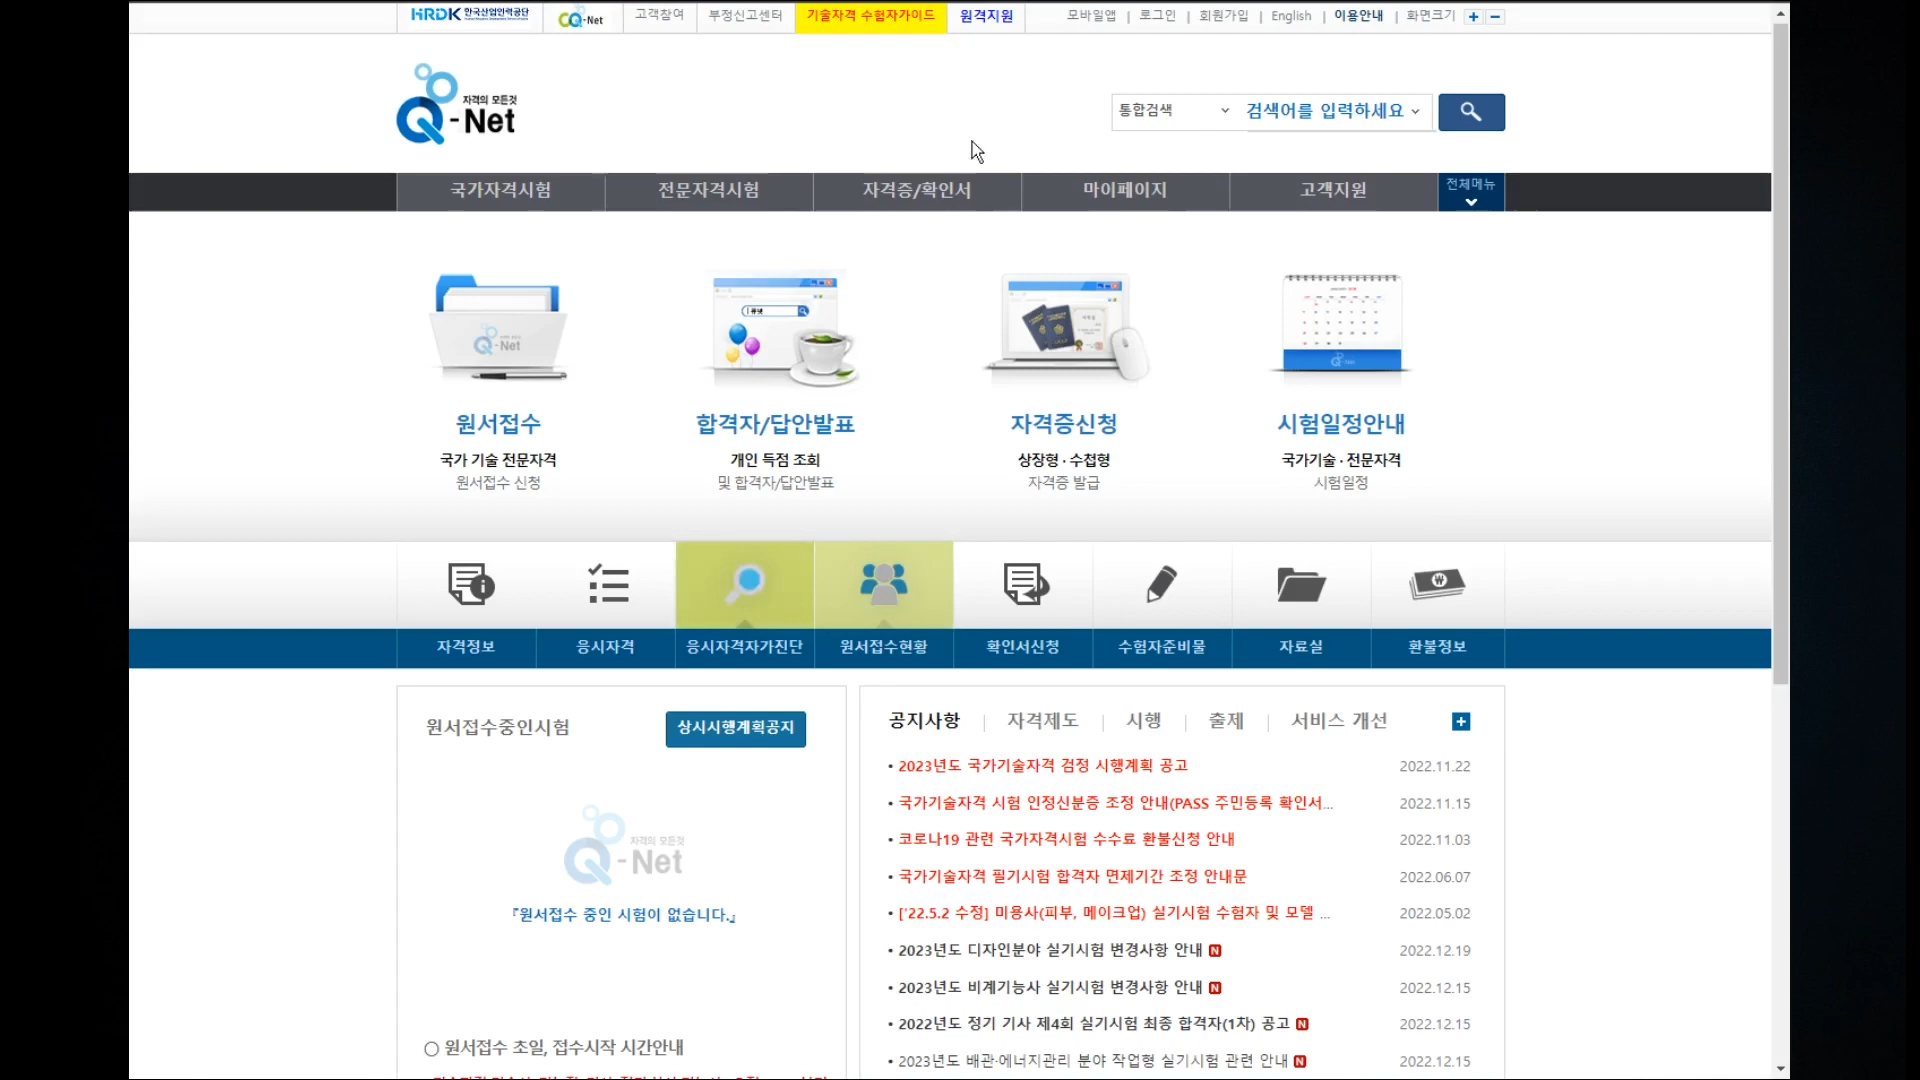 HRDK 한국산업인력공단
CQ-Net
고객참여
부정신고센터
기술자격 수험자가이드
원격지원
모바일앱 | 로그인 | 회원가입 | English | 이용안내 | 화면크기
자격의 모든것
Q-Net
통합검색
검색어를 입력하세요
국가자격시험
전문자격시험
자격증/확인서
마이페이지
고객지원
전체메뉴
Q-Net
큐넷
원서접수
합격자/답안발표
자격증신청
시험일정안내
국가 기술 전문자격
개인 득점 조회
상장형 · 수첩형
국가기술 · 전문자격
원서접수 신청
및 합격자/답안발표
자격증 발급
시험일정
자격정보
응시자격
응시자격자가진단
원서접수현황
확인서신청
수험자준비물
자료실
환불정보
원서접수중인시험
상시시행계획공지
자격의 모든것
Q-Net
『원서접수 중인 시험이 없습니다.』
○ 원서접수 초일, 접수시작 시간안내
공지사항 | 자격제도 | 시행 | 출제 | 서비스 개선
• 2023년도 국가기술자격 검정 시행계획 공고 2022.11.22
• 국가기술자격 시험 인정신분증 조정 안내(PASS 주민등록 확인서... 2022.11.15
• 코로나19 관련 국가자격시험 수수료 환불신청 안내 2022.11.03
• 국가기술자격 필기시험 합격자 면제기간 조정 안내문 2022.06.07
• ['22.5.2 수정] 미용사(피부, 메이크업) 실기시험 수험자 및 모델 ... 2022.05.02
• 2023년도 디자인분야 실기시험 변경사항 안내 N 2022.12.19
• 2023년도 비계기능사 실기시험 변경사항 안내 N 2022.12.15
• 2022년도 정기 기사 제4회 실기시험 최종 합격자(1차) 공고 N 2022.12.15
• 2023년도 배관·에너지관리 분야 작업형 실기시험 관련 안내 N 2022.12.15